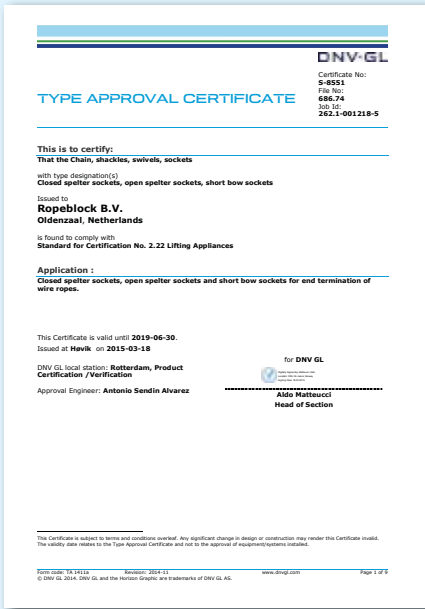 DNV·GL
Certificate No:
S-8551
File No:
686.74
Job Id:
262.1-001218-5
TYPE APPROVAL CERTIFICATE
This is to certify:
That the Chain, shackles, swivels, sockets
with type designation(s)
Closed spelter sockets, open spelter sockets, short bow sockets
Issued to
Ropeblock B.V.
Oldenzaal, Netherlands
is found to comply with
Standard for Certification No. 2.22 Lifting Appliances
Application :
Closed spelter sockets, open spelter sockets and short bow sockets for end termination of
wire ropes.
This Certificate is valid until 2019-06-30.
Issued at Høvik on 2015-03-18
for DNV GL
DNV GL local station: Rotterdam, Product
Certification /Verification
Approval Engineer: Antonio Sendin Alvarez
Aldo Matteucci
Head of Section
This Certificate is subject to terms and conditions overleaf. Any significant change in design or construction may render this Certificate invalid.
The validity date relates to the Type Approval Certificate and not to the approval of equipment/systems installed.
Form code: TA 1411a Revision: 2014-11 www.dnvgl.com Page 1 of 9
© DNV GL 2014. DNV GL and the Horizon Graphic are trademarks of DNV GL AS.